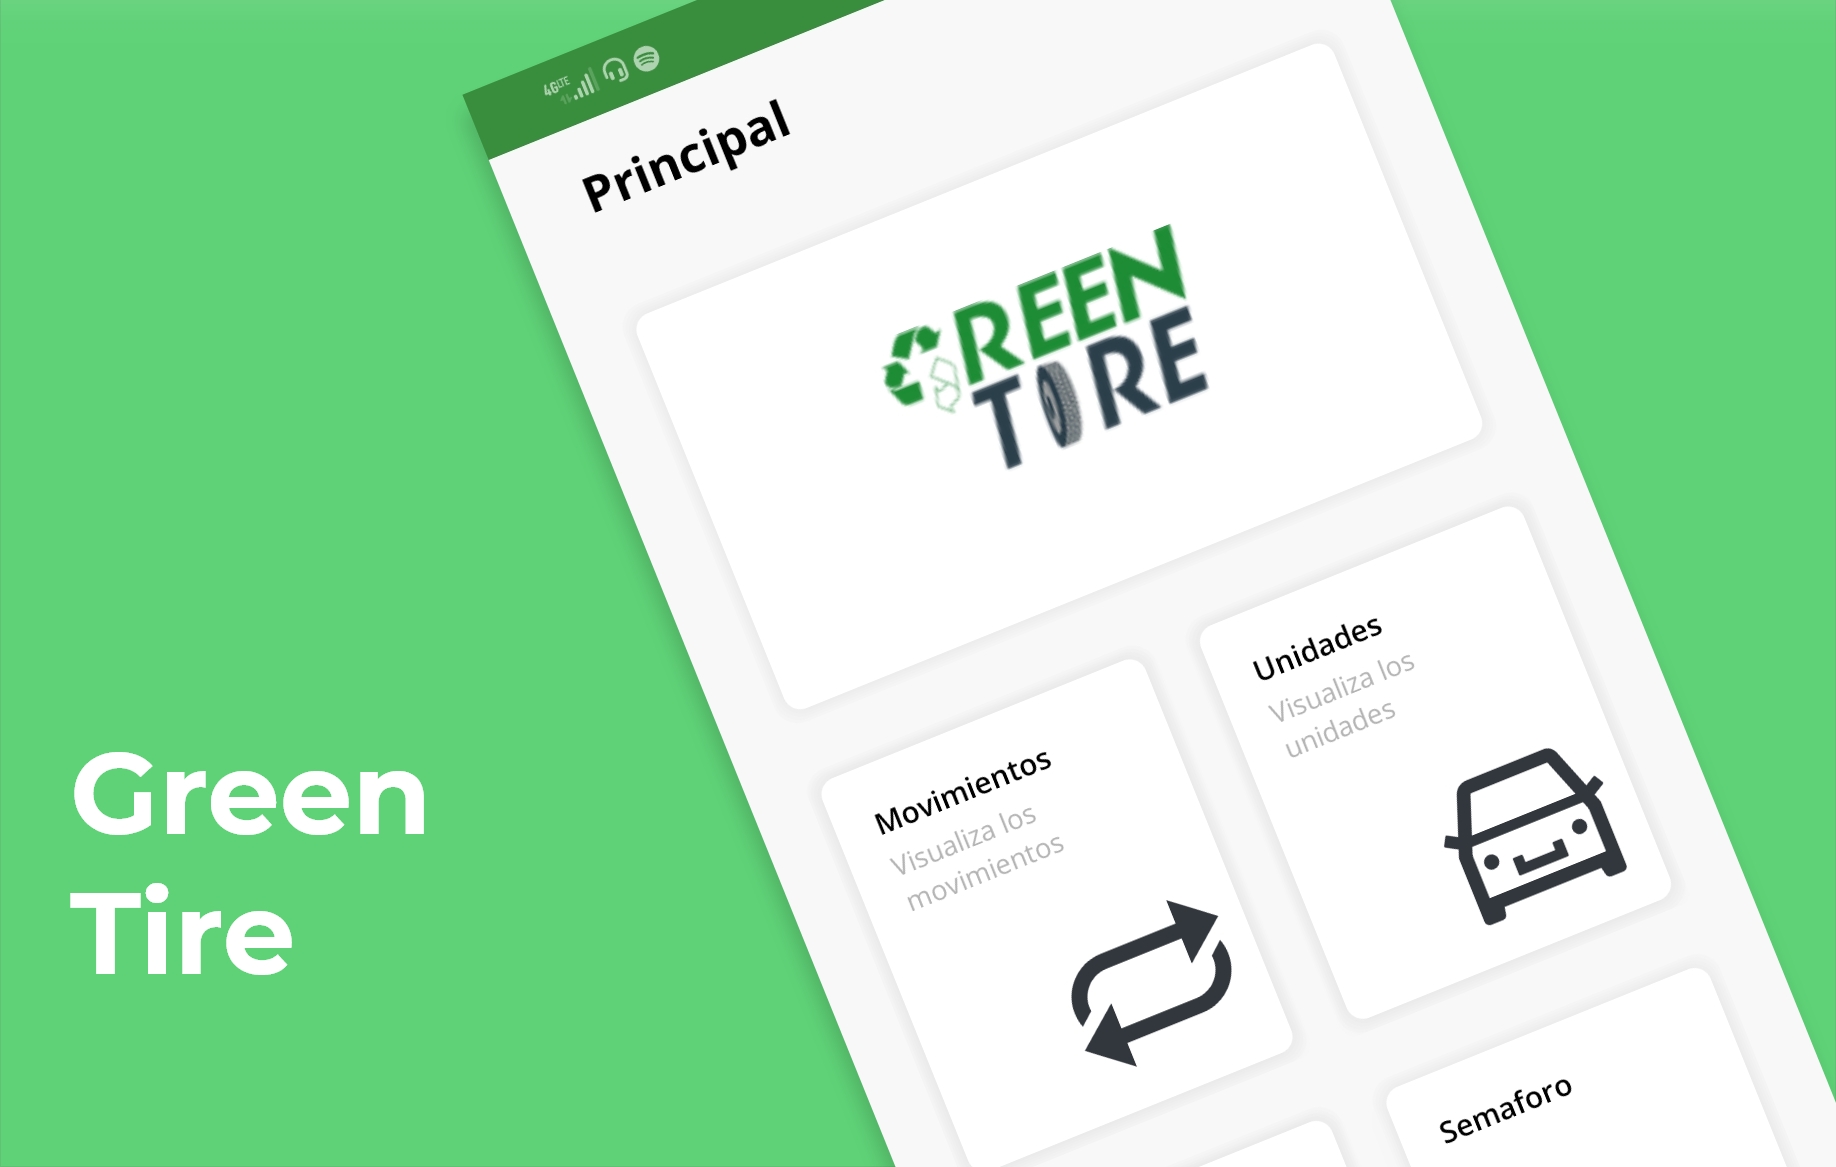 4G LTE
Principal
GREEN
TIRE
Unidades
Visualiza los
unidades
Movimientos
Visualiza los
movimientos
Semaforo
Green
Tire